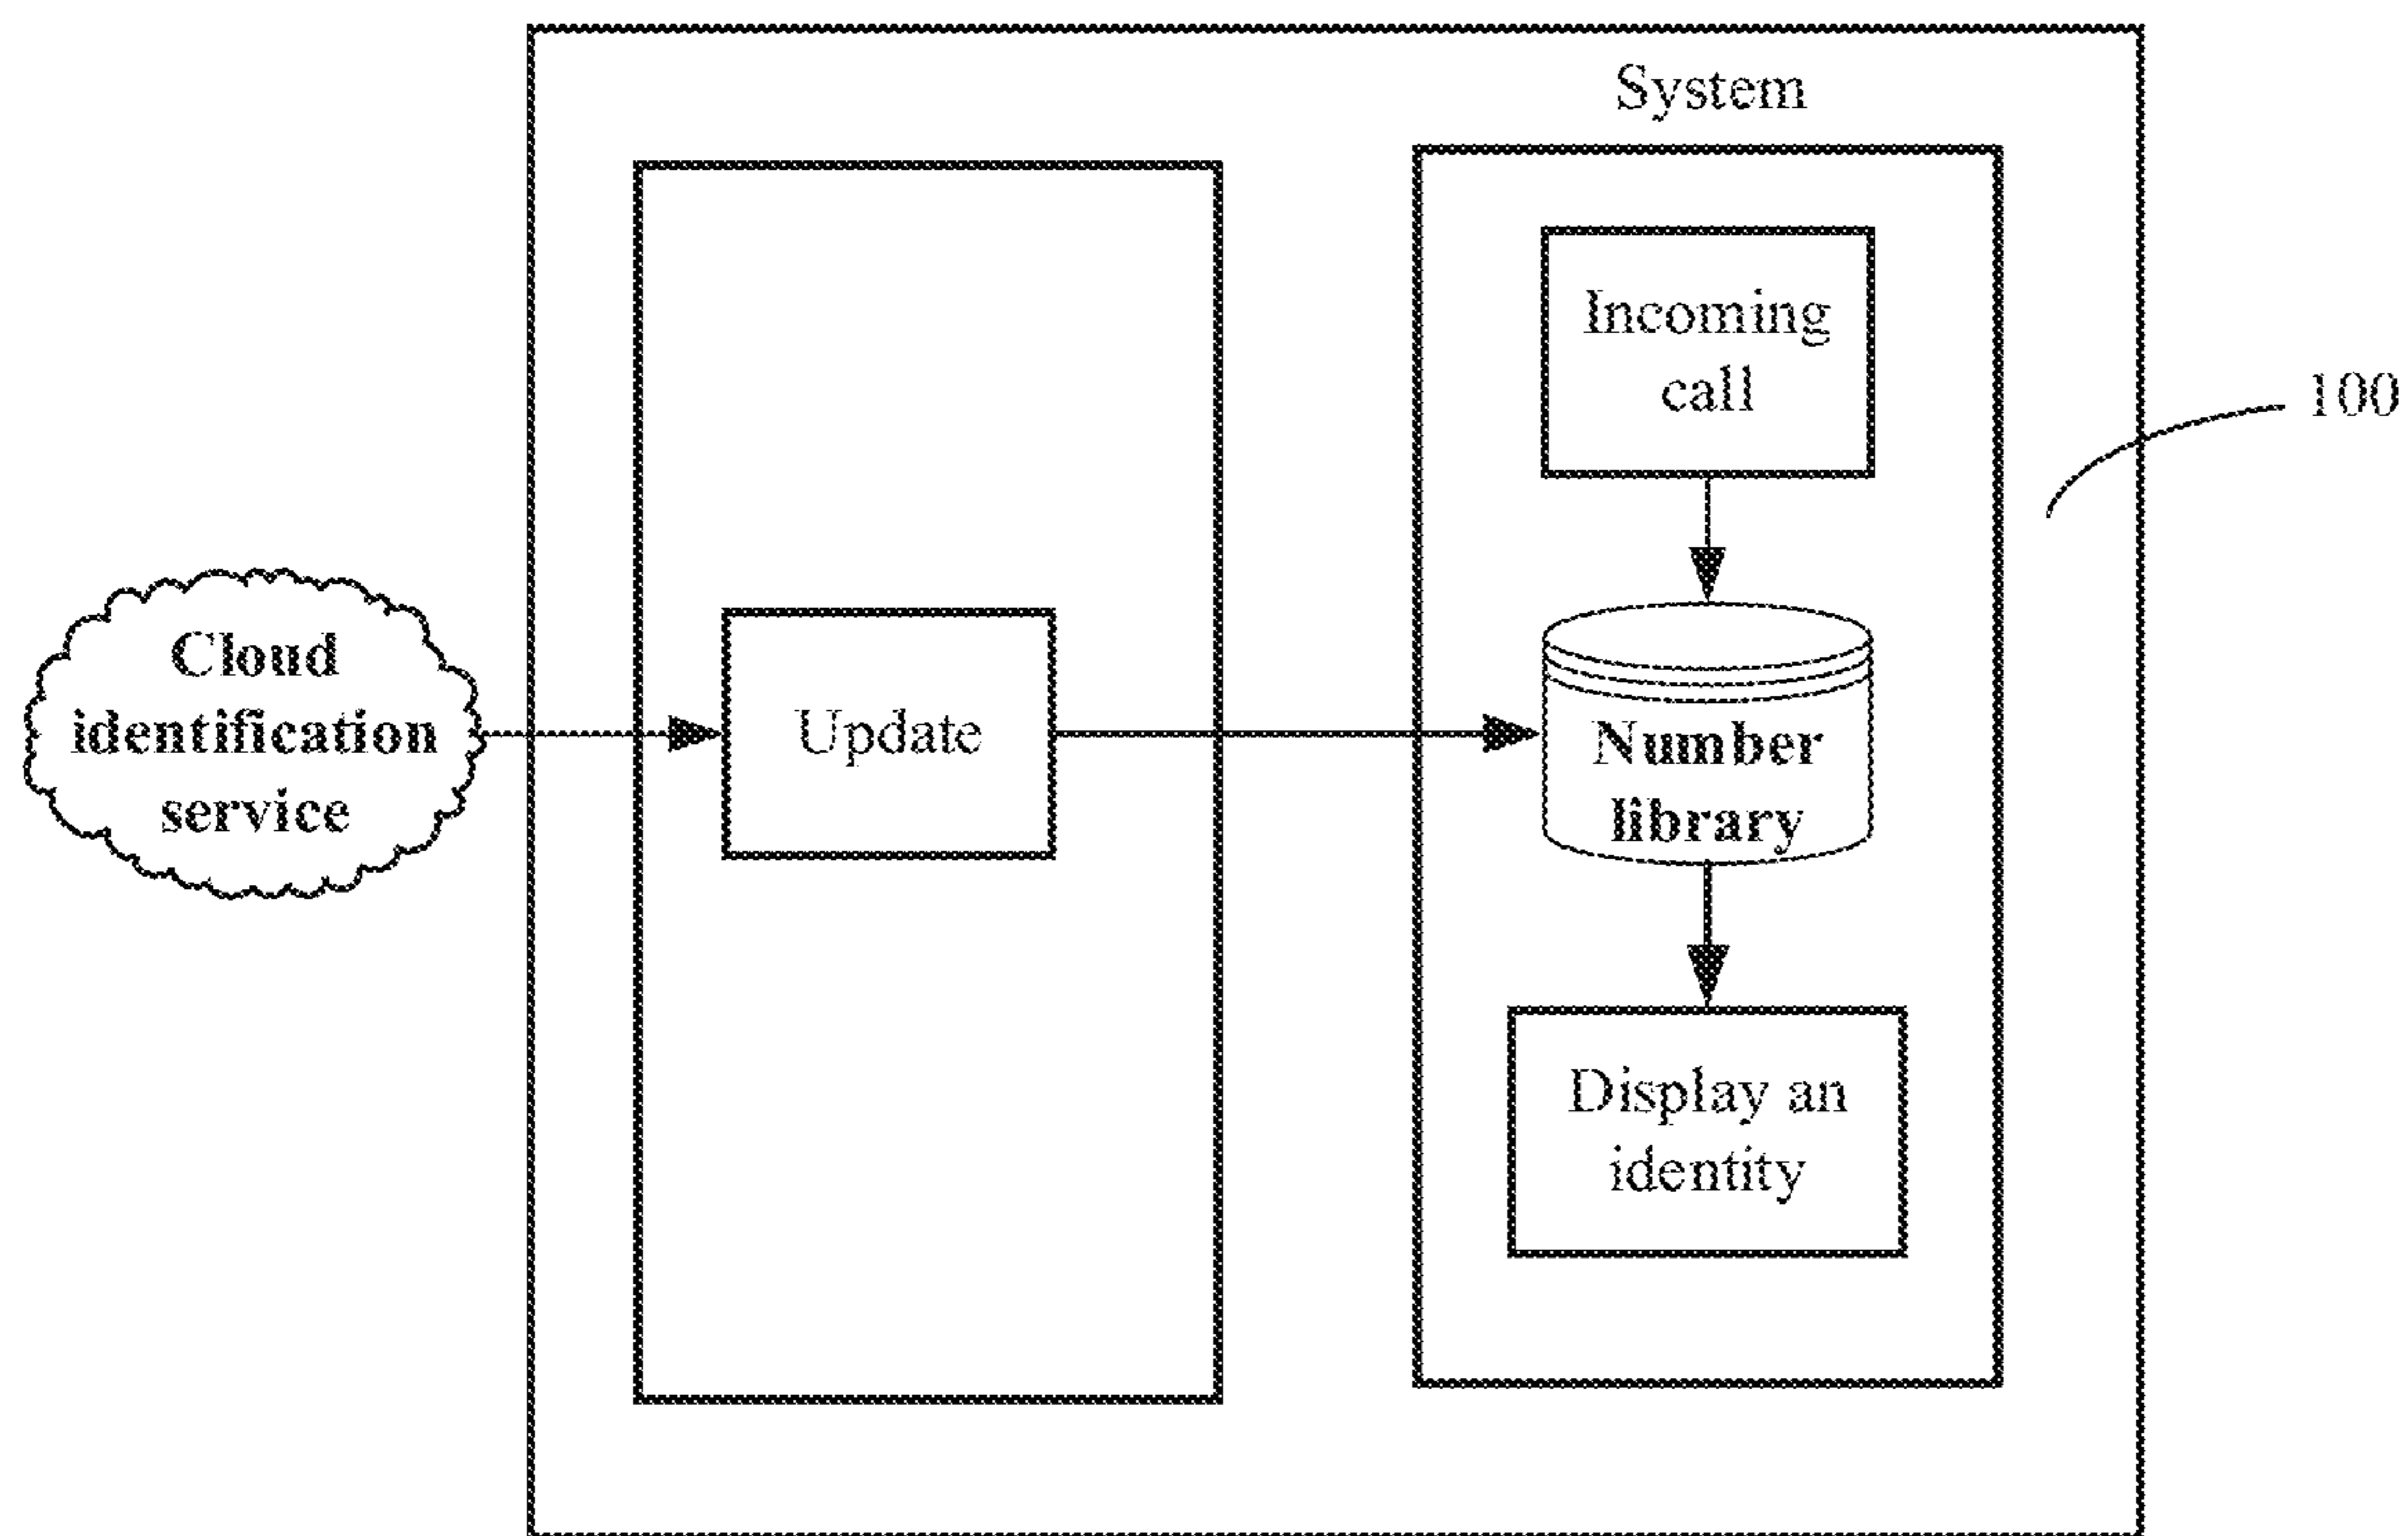 System
Incoming
call
100
Cloud
identification
service
Update
Number
library
Display an
identity